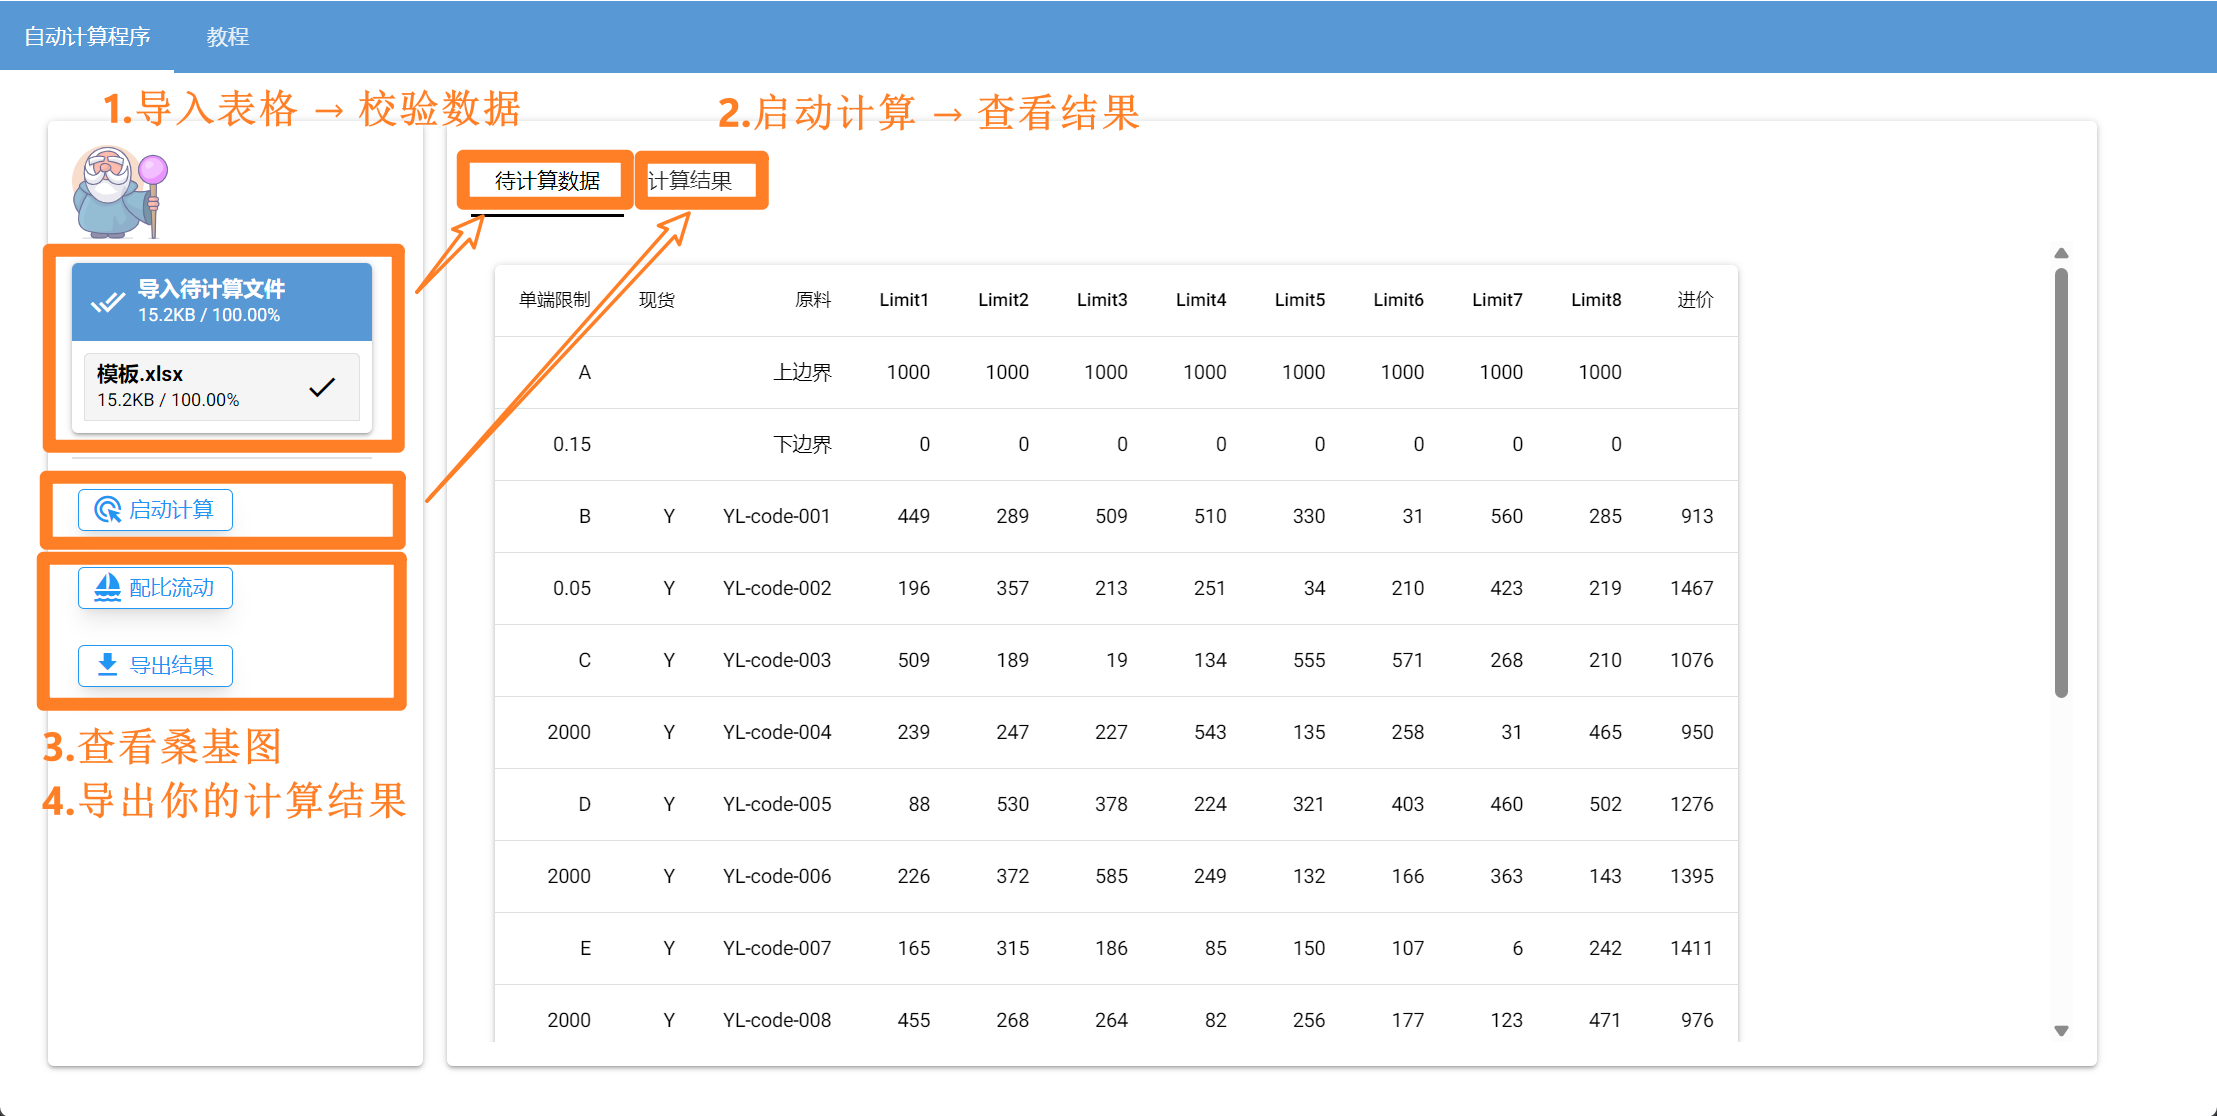 自动计算程序 教程
1.导入表格 → 校验数据
2.启动计算 → 查看结果
待计算数据 计算结果
导入待计算文件
15.2KB / 100.00%
模板.xlsx
15.2KB / 100.00%
启动计算
配比流动
导出结果
3.查看桑基图
4.导出你的计算结果
单端限制 现货 原料 Limit1 Limit2 Limit3 Limit4 Limit5 Limit6 Limit7 Limit8 进价
A 上边界 1000 1000 1000 1000 1000 1000 1000 1000
0.15 下边界 0 0 0 0 0 0 0 0
B Y YL-code-001 449 289 509 510 330 31 560 285 913
0.05 Y YL-code-002 196 357 213 251 34 210 423 219 1467
C Y YL-code-003 509 189 19 134 555 571 268 210 1076
2000 Y YL-code-004 239 247 227 543 135 258 31 465 950
D Y YL-code-005 88 530 378 224 321 403 460 502 1276
2000 Y YL-code-006 226 372 585 249 132 166 363 143 1395
E Y YL-code-007 165 315 186 85 150 107 6 242 1411
2000 Y YL-code-008 455 268 264 82 256 177 123 471 976